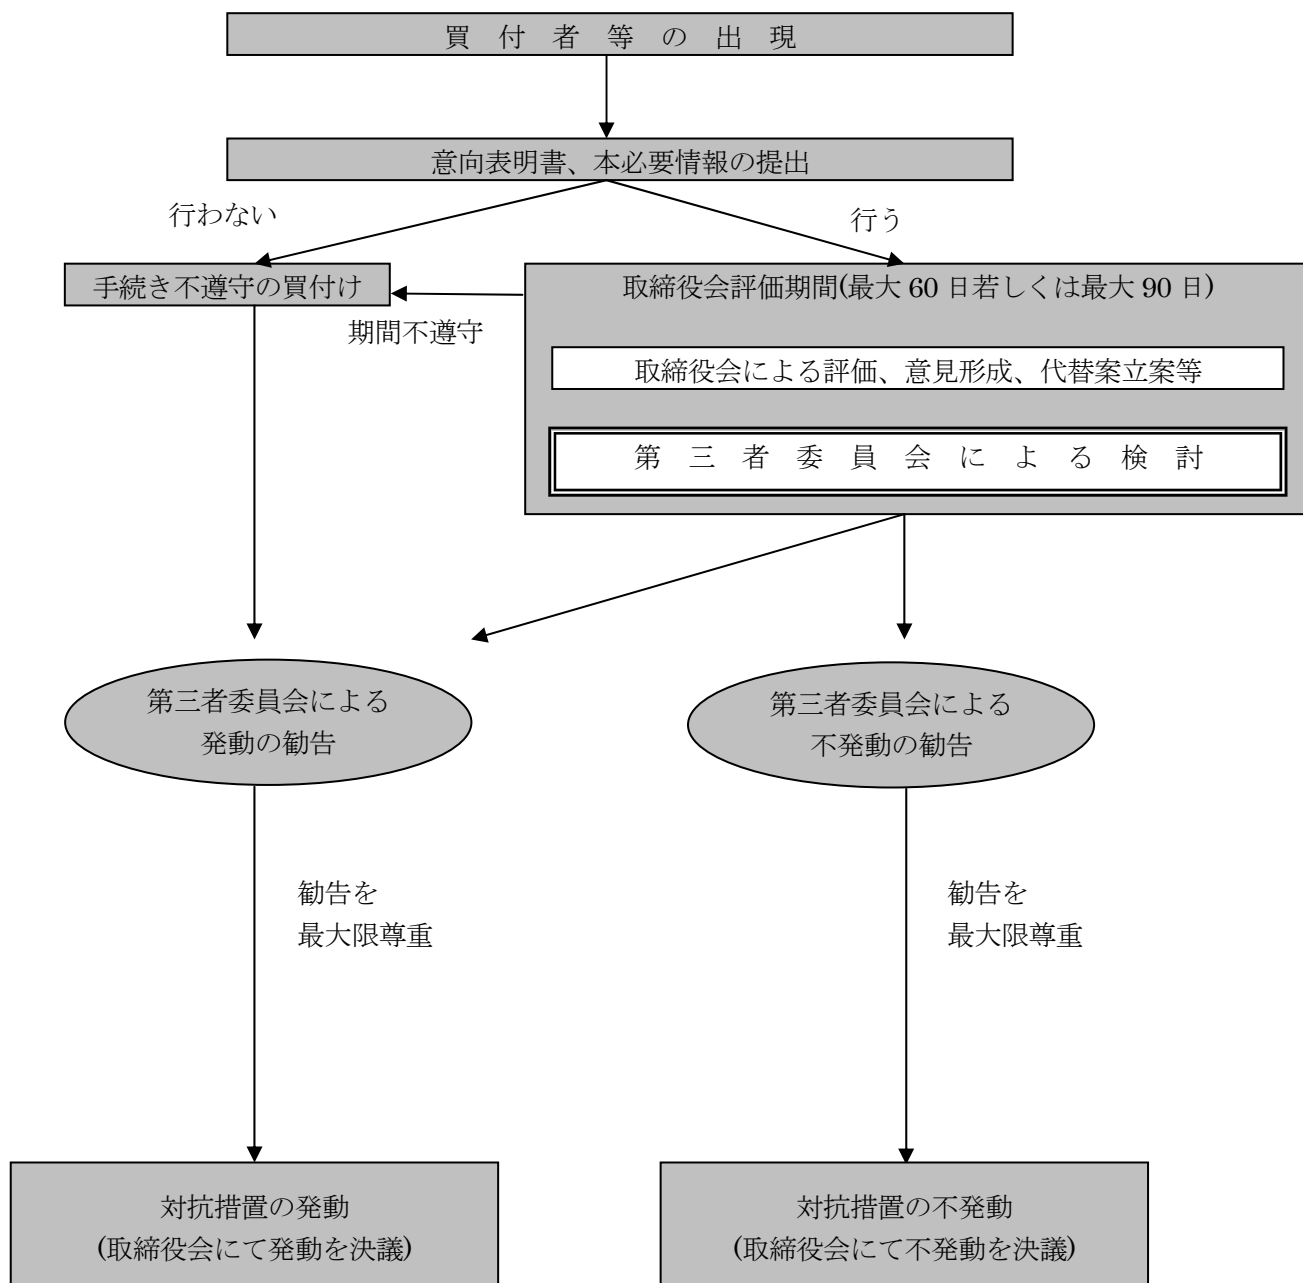 買付者等の出現
意向表明書、本必要情報の提出
行わない
行う
手続き不遵守の買付け
取締役会評価期間(最大 60 日若しくは最大 90 日)
期間不遵守
取締役会による評価、意見形成、代替案立案等
第三者委員会による検討
第三者委員会による
発動の勧告
第三者委員会による
不発動の勧告
勧告を
最大限尊重
勧告を
最大限尊重
対抗措置の発動
(取締役会にて発動を決議)
対抗措置の不発動
(取締役会にて不発動を決議)